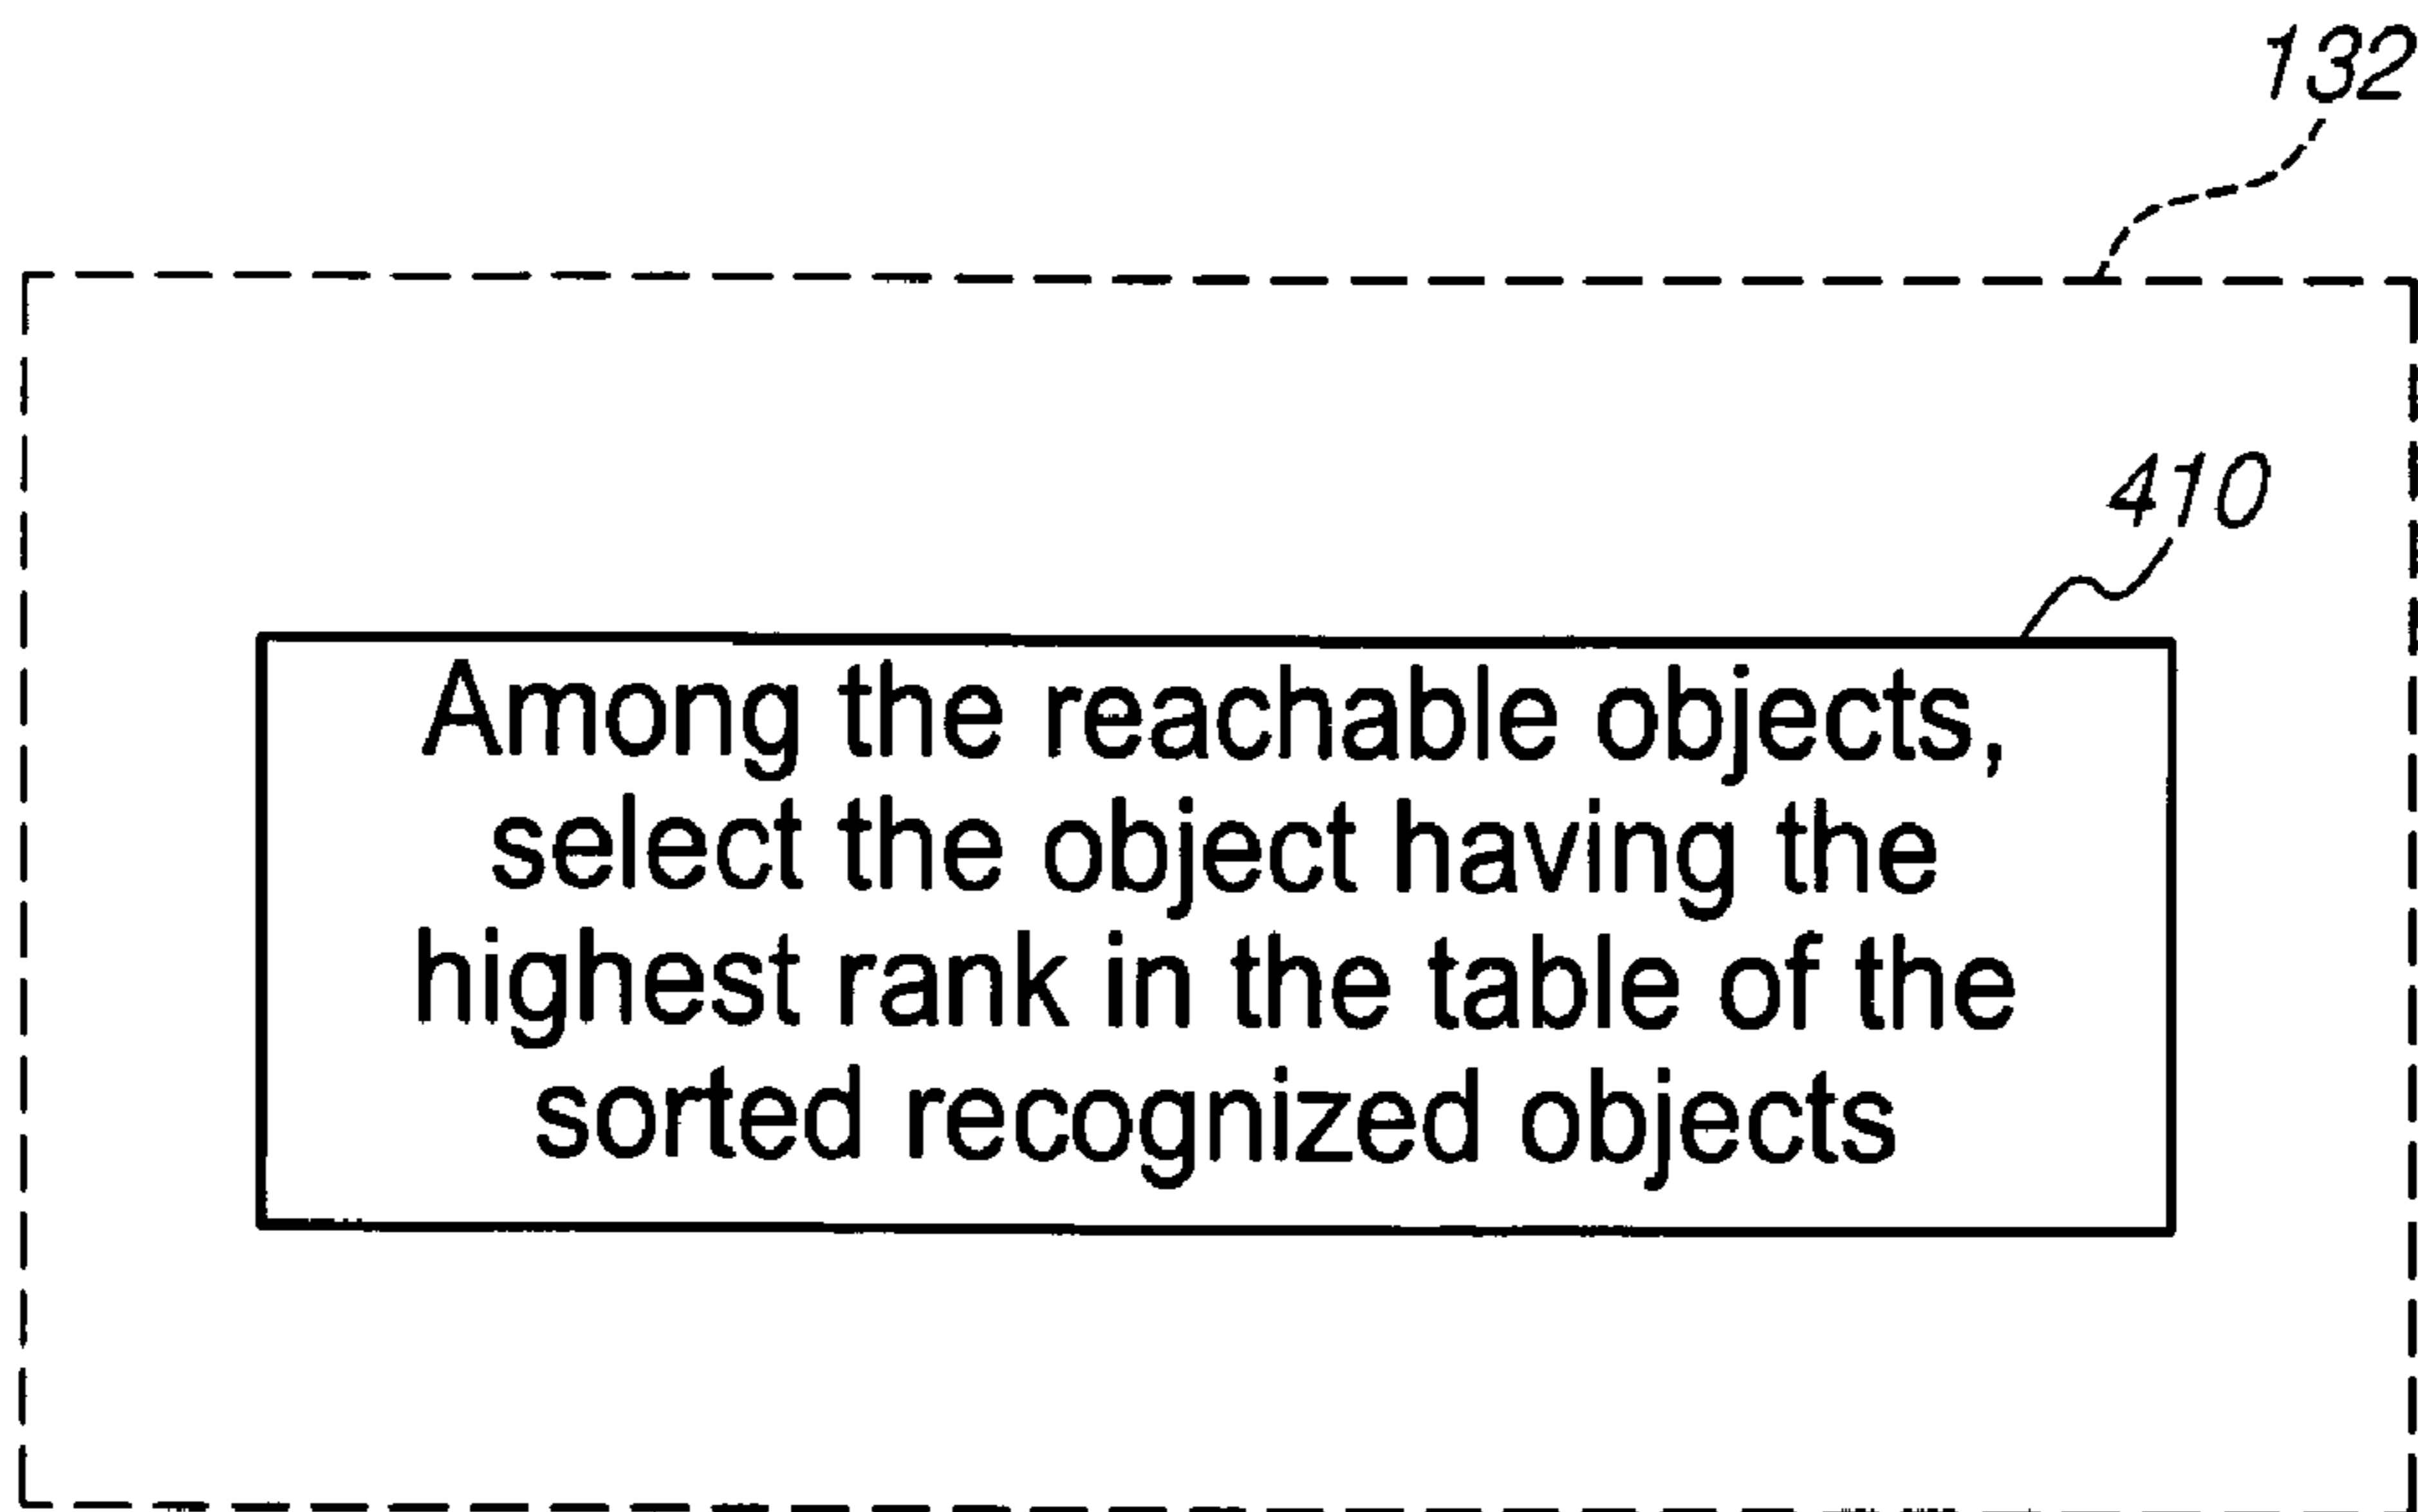 132
410
Among the reachable objects,
select the object having the
highest rank in the table of the
sorted recognized objects